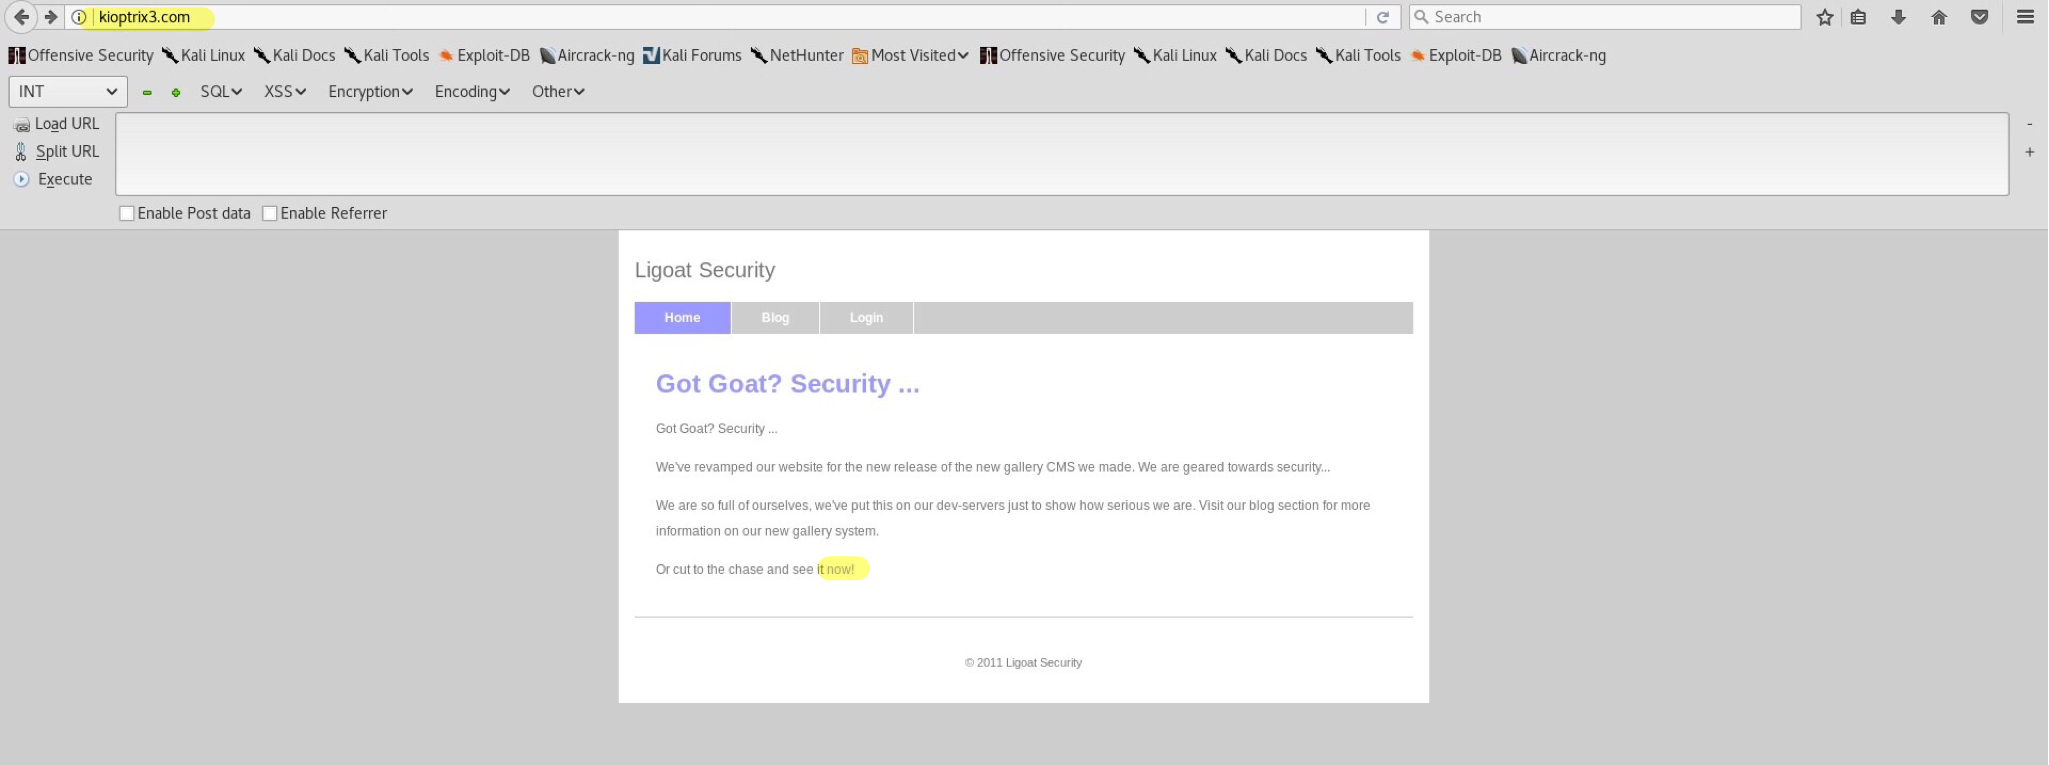 kioptrix3.com Search
Offensive Security Kali Linux Kali Docs Kali Tools Exploit-DB Aircrack-ng Kali Forums NetHunter Most Visited Offensive Security Kali Linux Kali Docs Kali Tools Exploit-DB Aircrack-ng
INT SQL XSS Encryption Encoding Other
Load URL -
Split URL +
Execute
Enable Post data Enable Referrer
Ligoat Security
Home Blog Login
Got Goat? Security ...
Got Goat? Security ...
We've revamped our website for the new release of the new gallery CMS we made. We are geared towards security...
We are so full of ourselves, we've put this on our dev-servers just to show how serious we are. Visit our blog section for more
information on our new gallery system.
Or cut to the chase and see it now!
© 2011 Ligoat Security